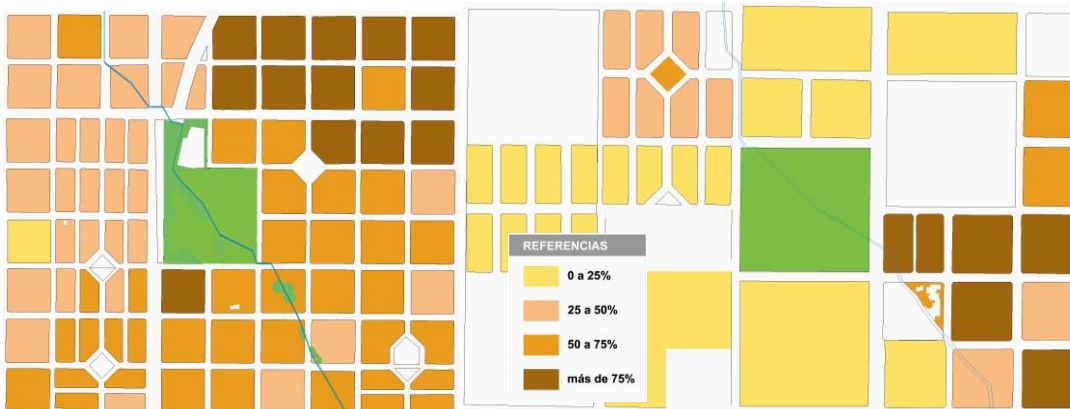 REFERENCIAS
0 a 25%
25 a 50%
50 a 75%
más de 75%